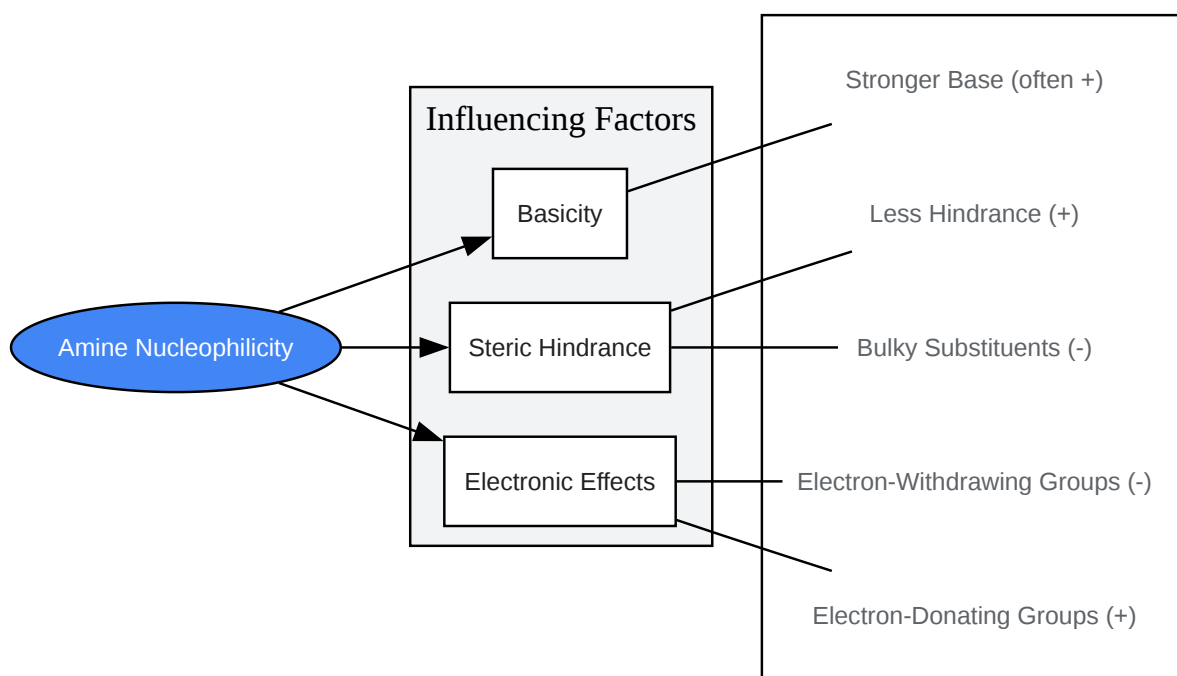 Stronger Base (often +)
Influencing Factors
Basicity
Less Hindrance (+)
Amine Nucleophilicity
Steric Hindrance
Bulky Substituents (-)
Electronic Effects
Electron-Withdrawing Groups (-)
Electron-Donating Groups (+)